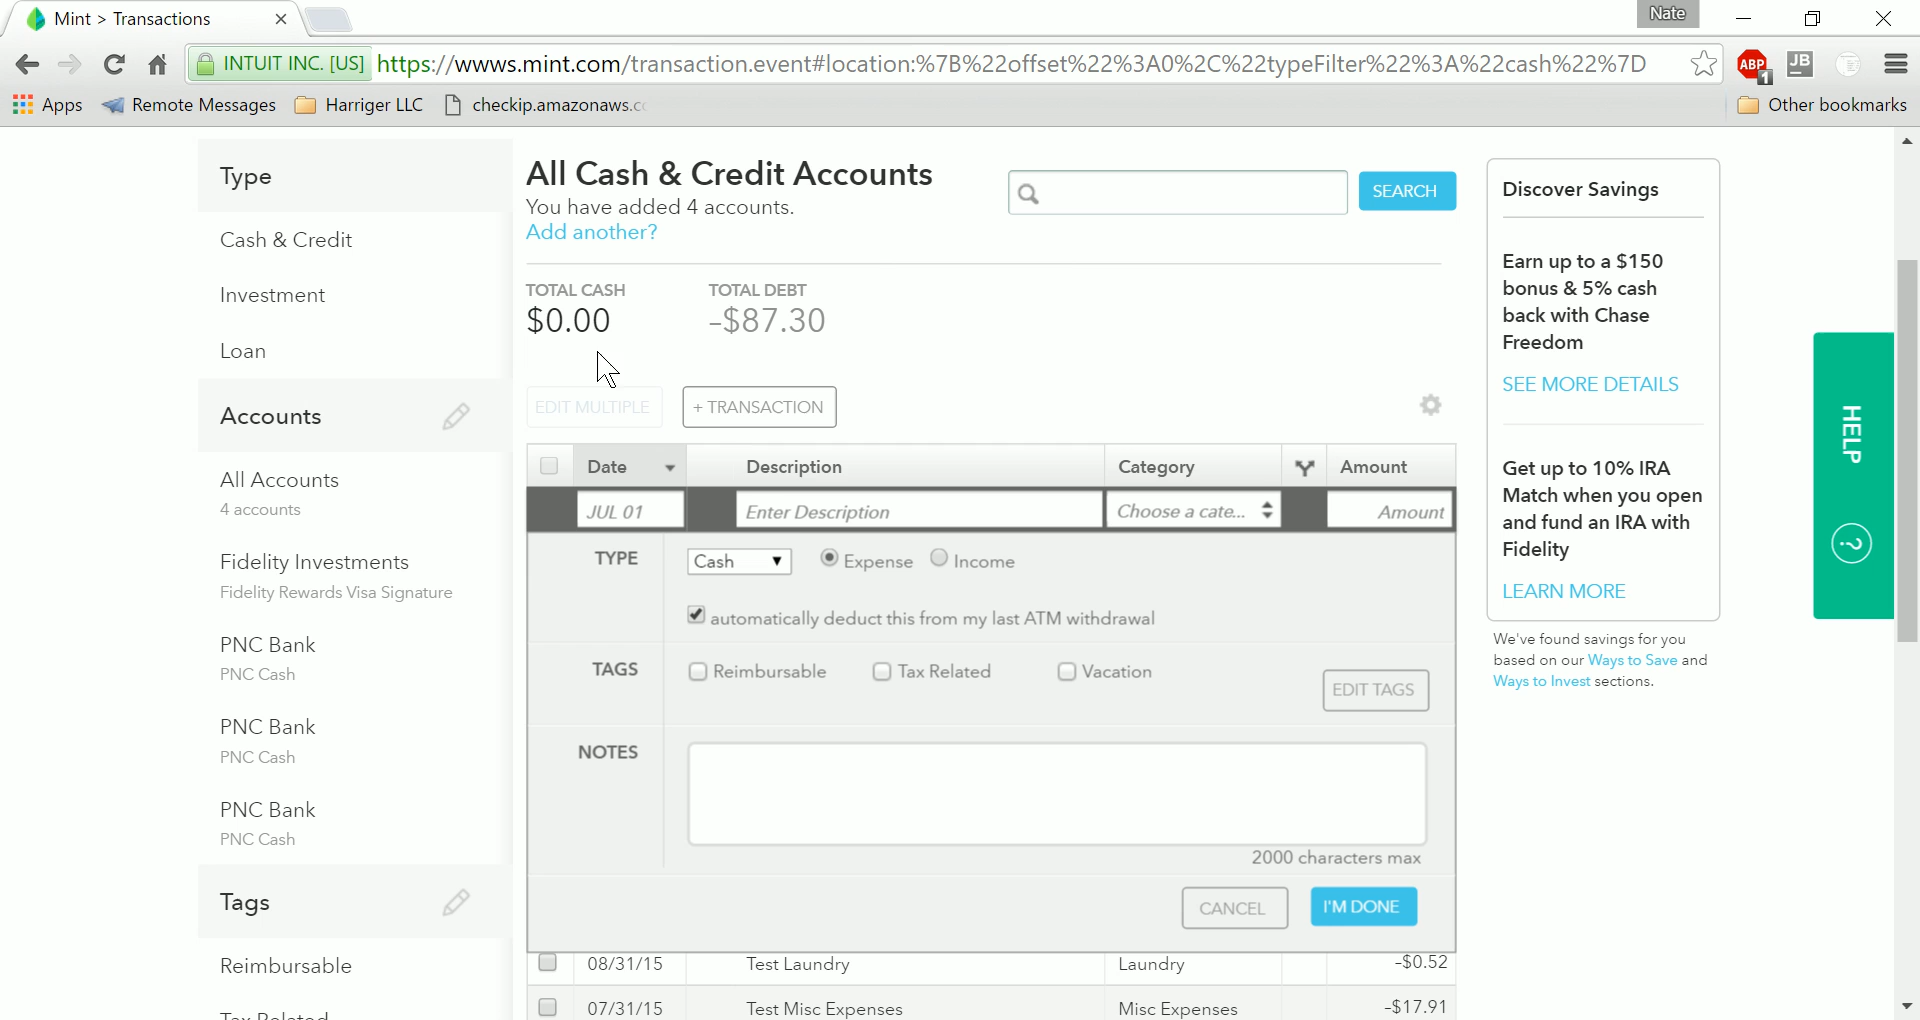 Mint > Transactions
Nate
INTUIT INC. [US] https://wwws.mint.com/transaction.event#location:%7B%22offset%22%3A0%2C%22typeFilter%22%3A%22cash%22%7D
ABP
1
JB
Apps
Remote Messages
Harriger LLC
checkip.amazonaws.c
Other bookmarks
Type
Cash & Credit
Investment
Loan
Accounts
All Accounts
4 accounts
Fidelity Investments
Fidelity Rewards Visa Signature
PNC Bank
PNC Cash
PNC Bank
PNC Cash
PNC Bank
PNC Cash
Tags
Reimbursable
Tax Related
All Cash & Credit Accounts
You have added 4 accounts.
Add another?
SEARCH
TOTAL CASH
$0.00
TOTAL DEBT
-$87.30
EDIT MULTIPLE
+ TRANSACTION
Date Description Category Amount
JUL 01 Enter Description Choose a cate... Amount
TYPE Cash Expense Income
automatically deduct this from my last ATM withdrawal
TAGS Reimbursable Tax Related Vacation
EDIT TAGS
NOTES
2000 characters max
CANCEL I'M DONE
08/31/15 Test Laundry Laundry -$0.52
07/31/15 Test Misc Expenses Misc Expenses -$17.91
Discover Savings
Earn up to a $150
bonus & 5% cash
back with Chase
Freedom
SEE MORE DETAILS
Get up to 10% IRA
Match when you open
and fund an IRA with
Fidelity
LEARN MORE
We've found savings for you
based on our Ways to Save and
Ways to Invest sections.
HELP
?